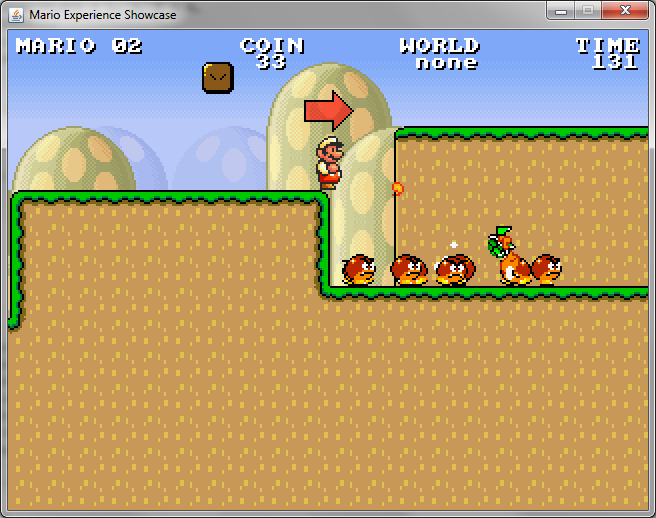 Mario Experience Showcase
MARIO 02 COIN WORLD TIME
33 none 131